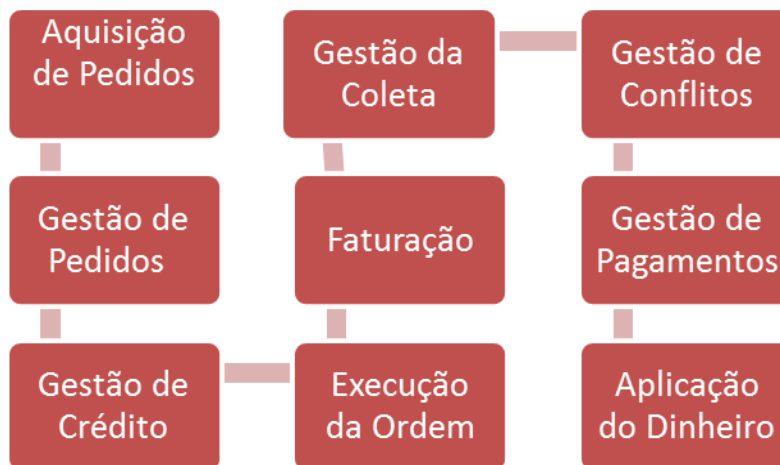 Aquisição
de Pedidos
Gestão de
Pedidos
Gestão de
Crédito
Execução
da Ordem
Faturação
Gestão da
Coleta
Gestão de
Conflitos
Gestão de
Pagamentos
Aplicação
do Dinheiro